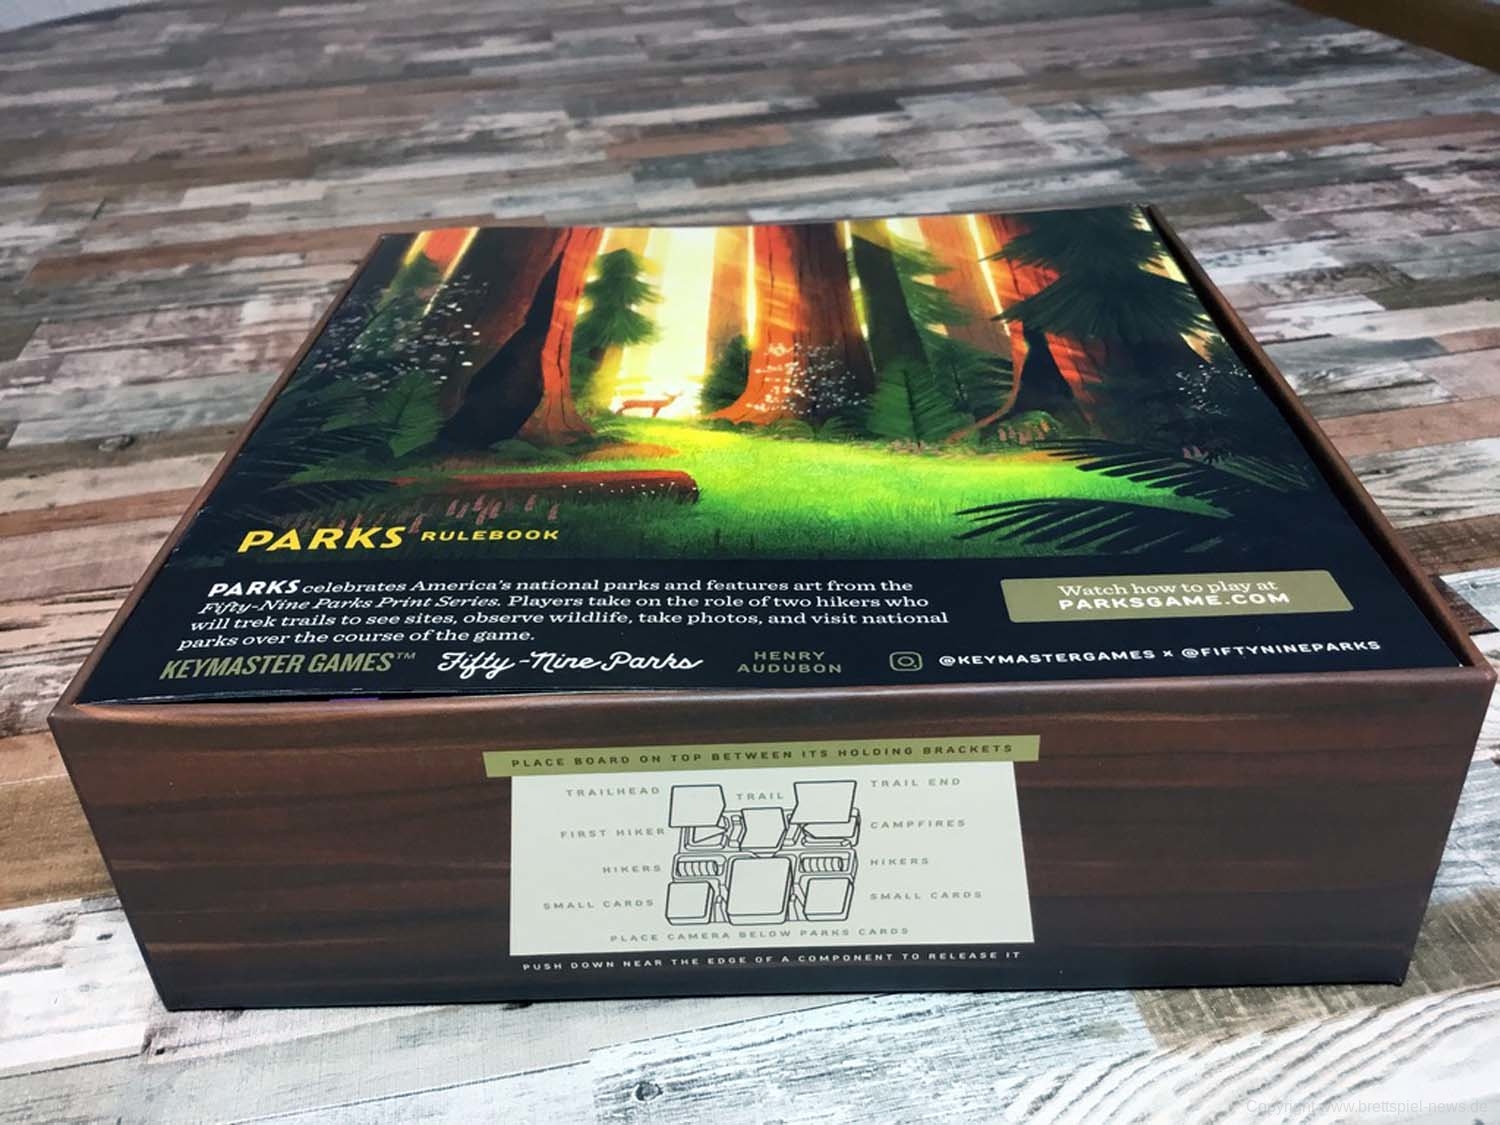 PARKS RULEBOOK
PARKS celebrates America's national parks and features art from the
Fifty-Nine Parks Print Series. Players take on the role of two hikers who
will trek trails to see sites, observe wildlife, take photos, and visit national
parks over the course of the game.
Watch how to play at
PARKSGAME.COM
KEYMASTER GAMES™
Fifty-Nine Parks
HENRY
AUDUBON
@KEYMASTERGAMES × @FIFTYNINEPARKS
PLACE BOARD ON TOP BETWEEN ITS HOLDING BRACKETS
TRAILHEAD
TRAIL
TRAIL END
FIRST HIKER
CAMPFIRES
HIKERS
HIKERS
SMALL CARDS
SMALL CARDS
PLACE CAMERA BELOW PARKS CARDS
PUSH DOWN NEAR THE EDGE OF A COMPONENT TO RELEASE IT
Copyright www.brettspiel-news.de